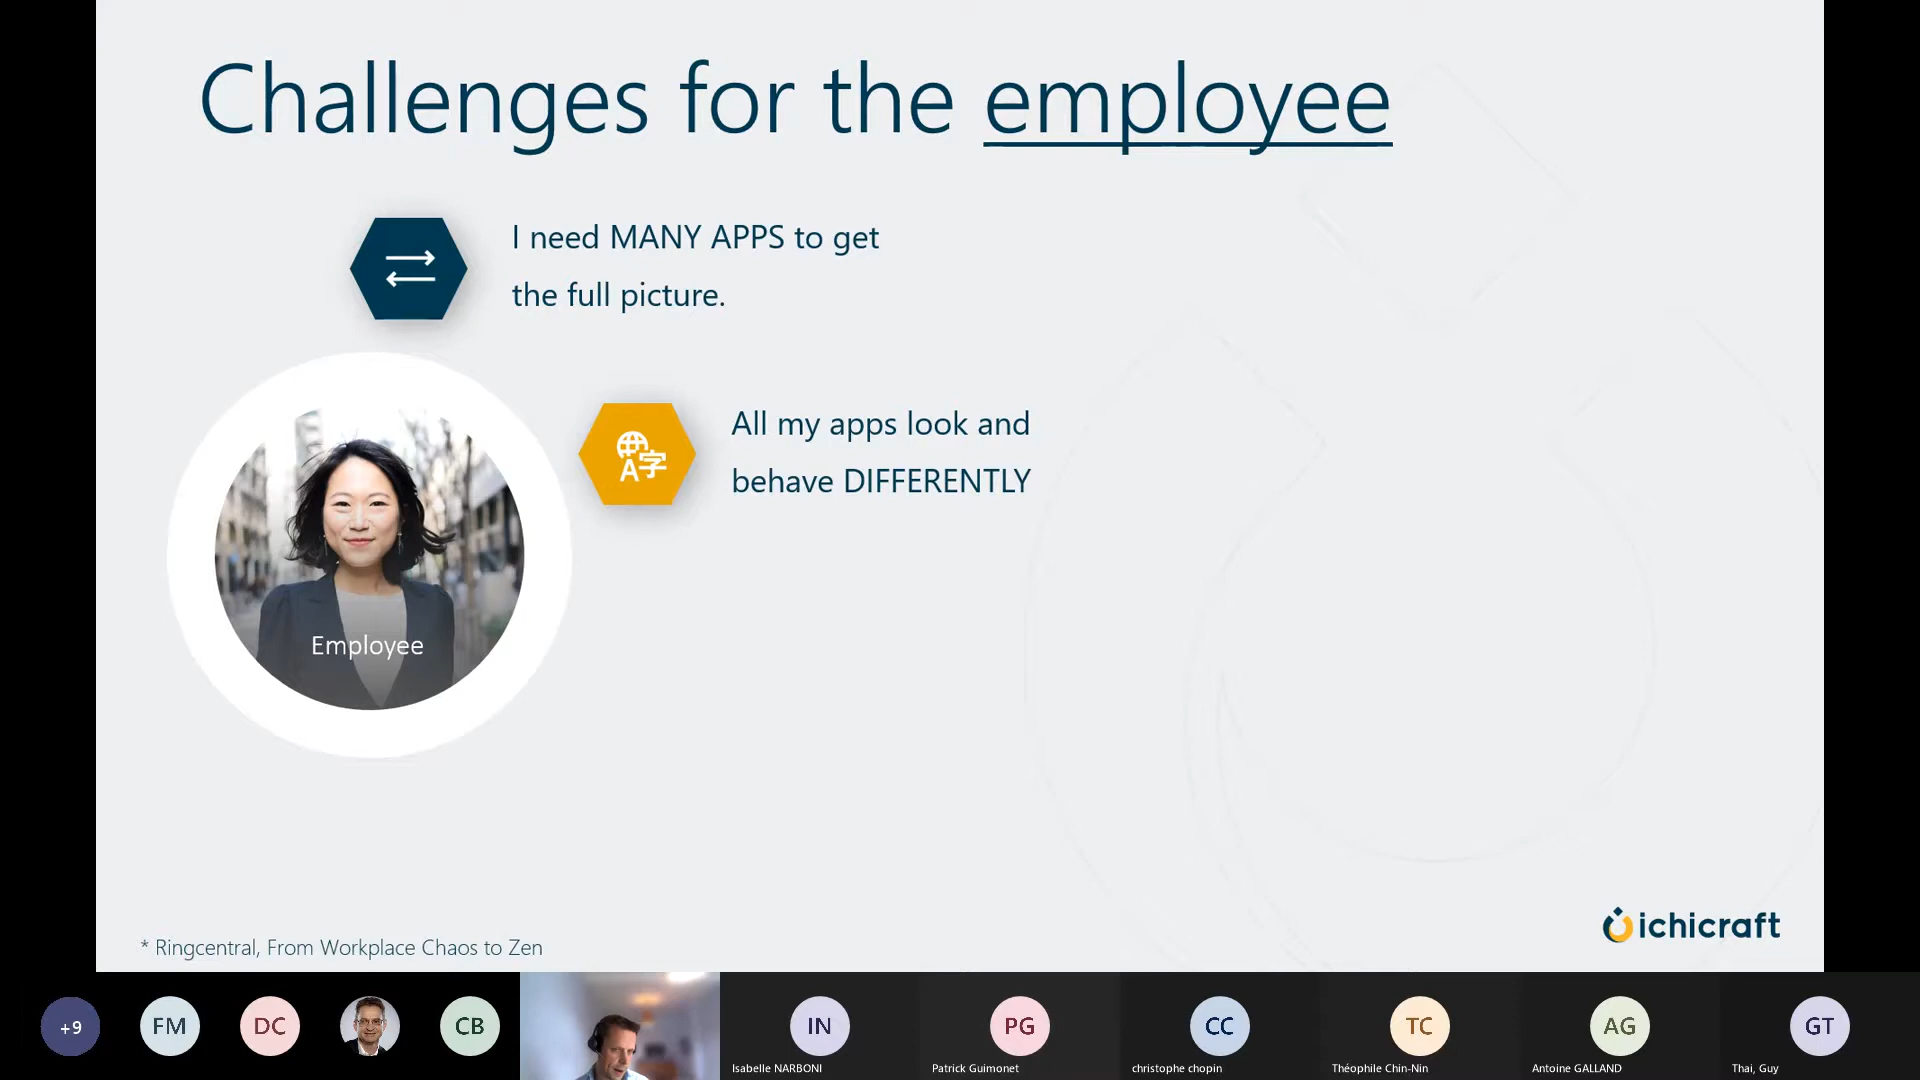 Challenges for the employee
I need MANY APPS to get
the full picture.
All my apps look and
behave DIFFERENTLY
A字
Employee
ichicraft
* Ringcentral, From Workplace Chaos to Zen
+9
FM
DC
CB
IN
PG
CC
TC
AG
GT
Isabelle NARBONI
Patrick Guimonet
christophe chopin
Théophile Chin-Nin
Antoine GALLAND
Thai, Guy